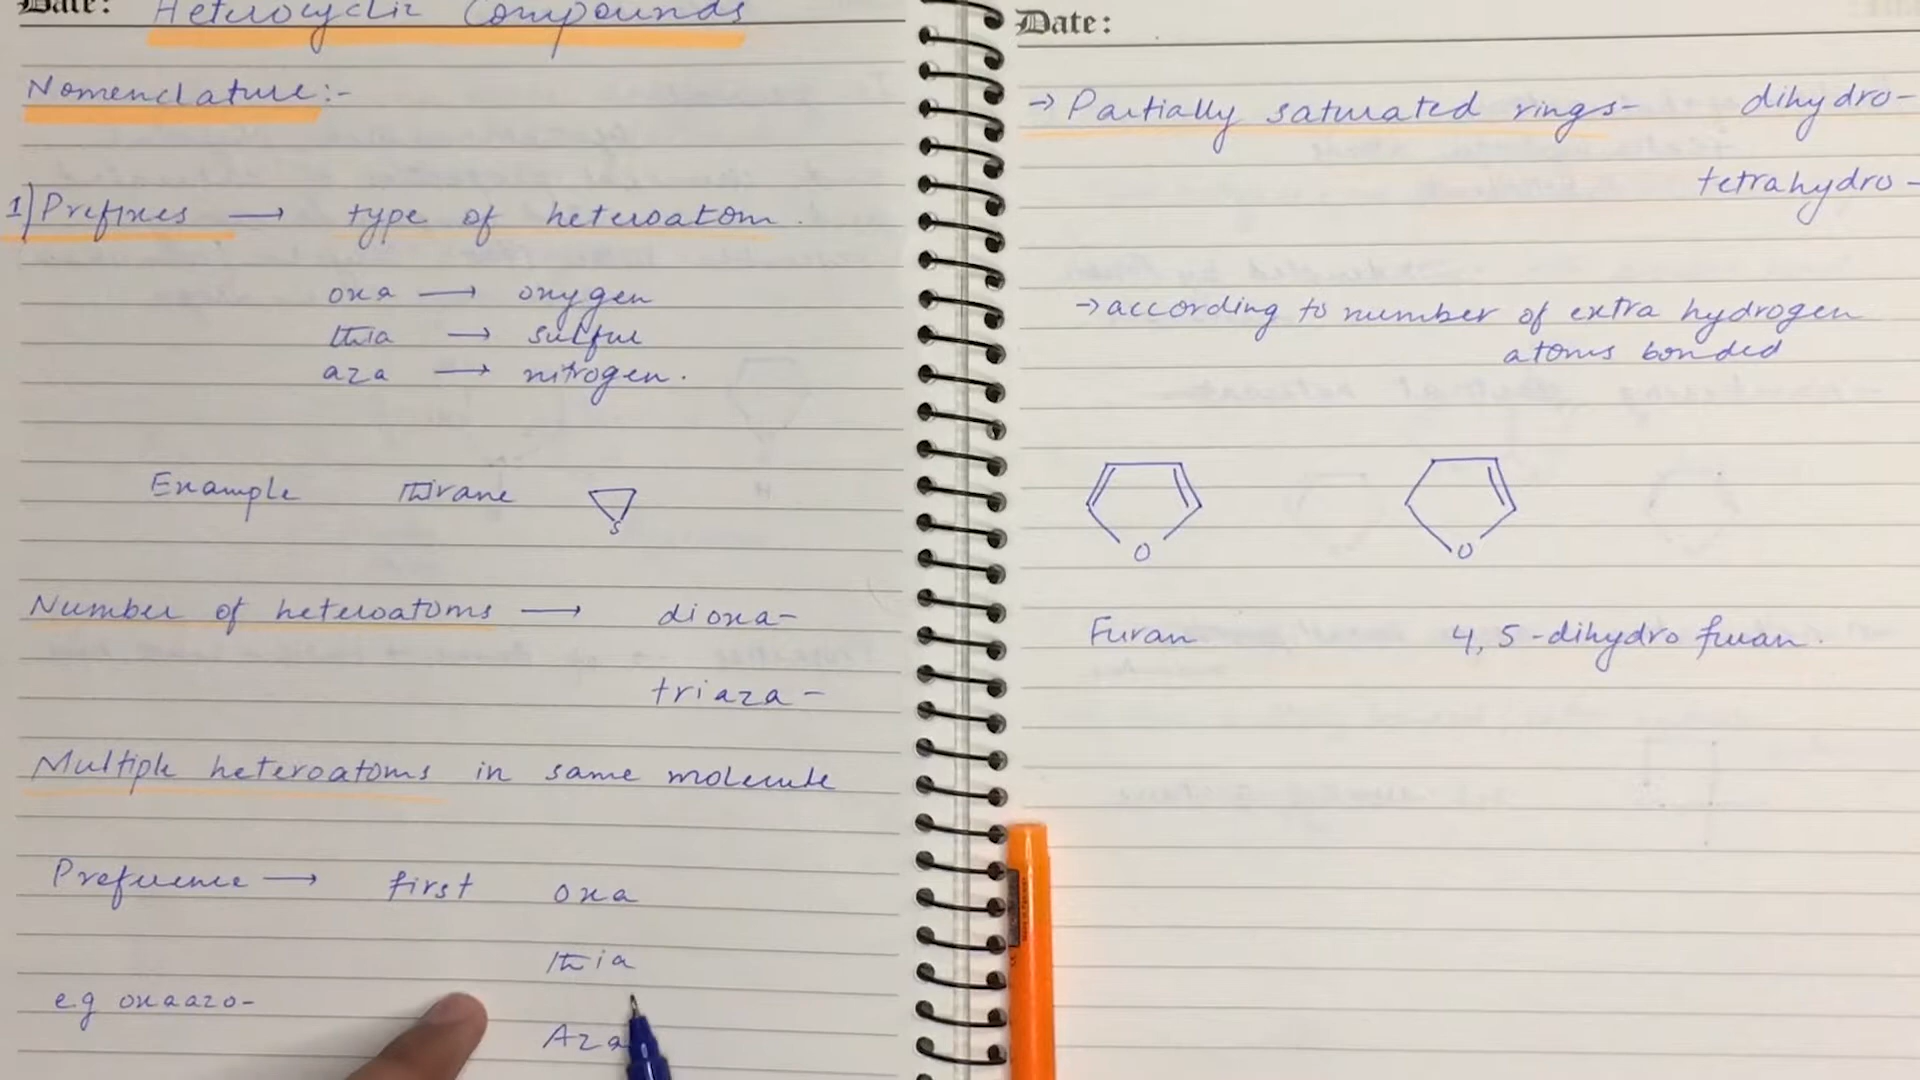 Date: Heterocyclic Compounds
Nomenclature:-
1) Prefixes → type of heteroatom.
oxa → oxygen
thia → sulfur
aza → nitrogen.
Example thirane
S
Number of heteroatoms → dioxa-
triaza-
Multiple heteroatoms in same molecule
Preference → first oxa
thia
e.g oxaazo-
Aza
Date:
→ Partially saturated rings- dihydro-
tetrahydro-
→ according to number of extra hydrogen
atoms bonded
O O
Furan 4,5-dihydro furan.